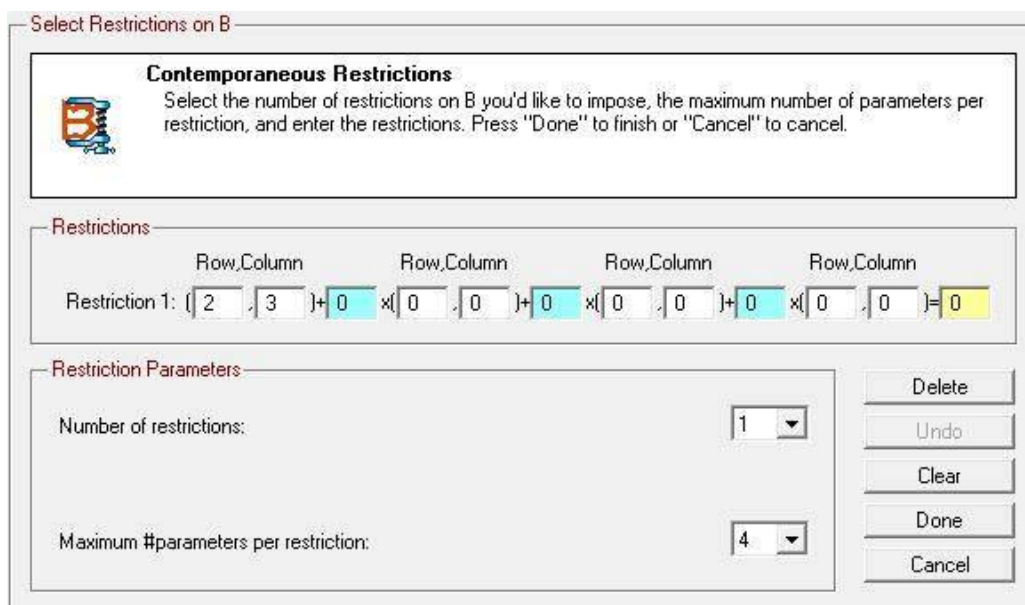 Select Restrictions on B
Contemporaneous Restrictions
Select the number of restrictions on B you'd like to impose, the maximum number of parameters per
restriction, and enter the restrictions. Press "Done" to finish or "Cancel" to cancel.
B
Restrictions
Row,Column Row,Column Row,Column Row,Column
Restriction 1: ( 2 , 3 )+ 0 x( 0 , 0 )+ 0 x( 0 , 0 )+ 0 x( 0 , 0 )= 0
Restriction Parameters
Number of restrictions: 1
Maximum #parameters per restriction: 4
Delete
Undo
Clear
Done
Cancel